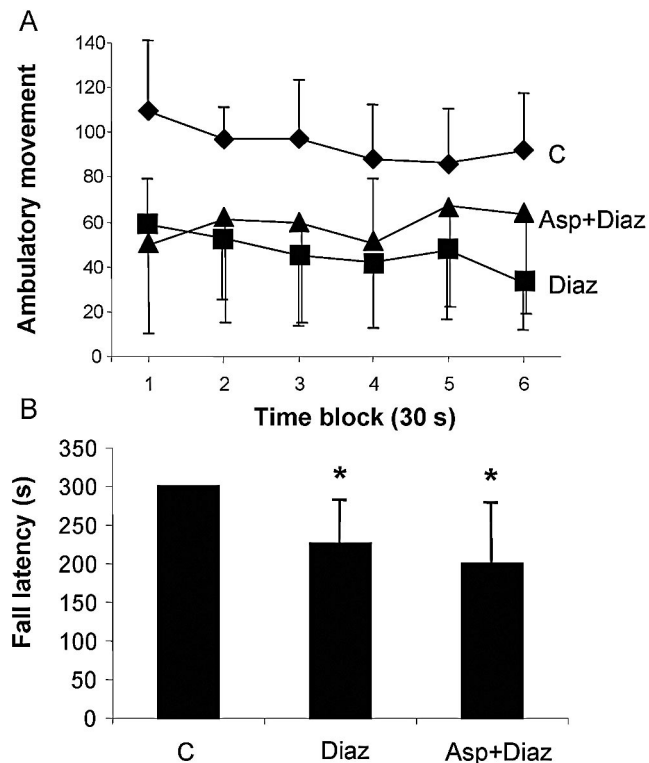 A
Ambulatory movement
140
120
100
80
60
40
20
0
C
Asp+Diaz
Diaz
1 2 3 4 5 6
Time block (30 s)
B
Fall latency (s)
350
300
250
200
150
100
50
0
* *
C Diaz Asp+Diaz